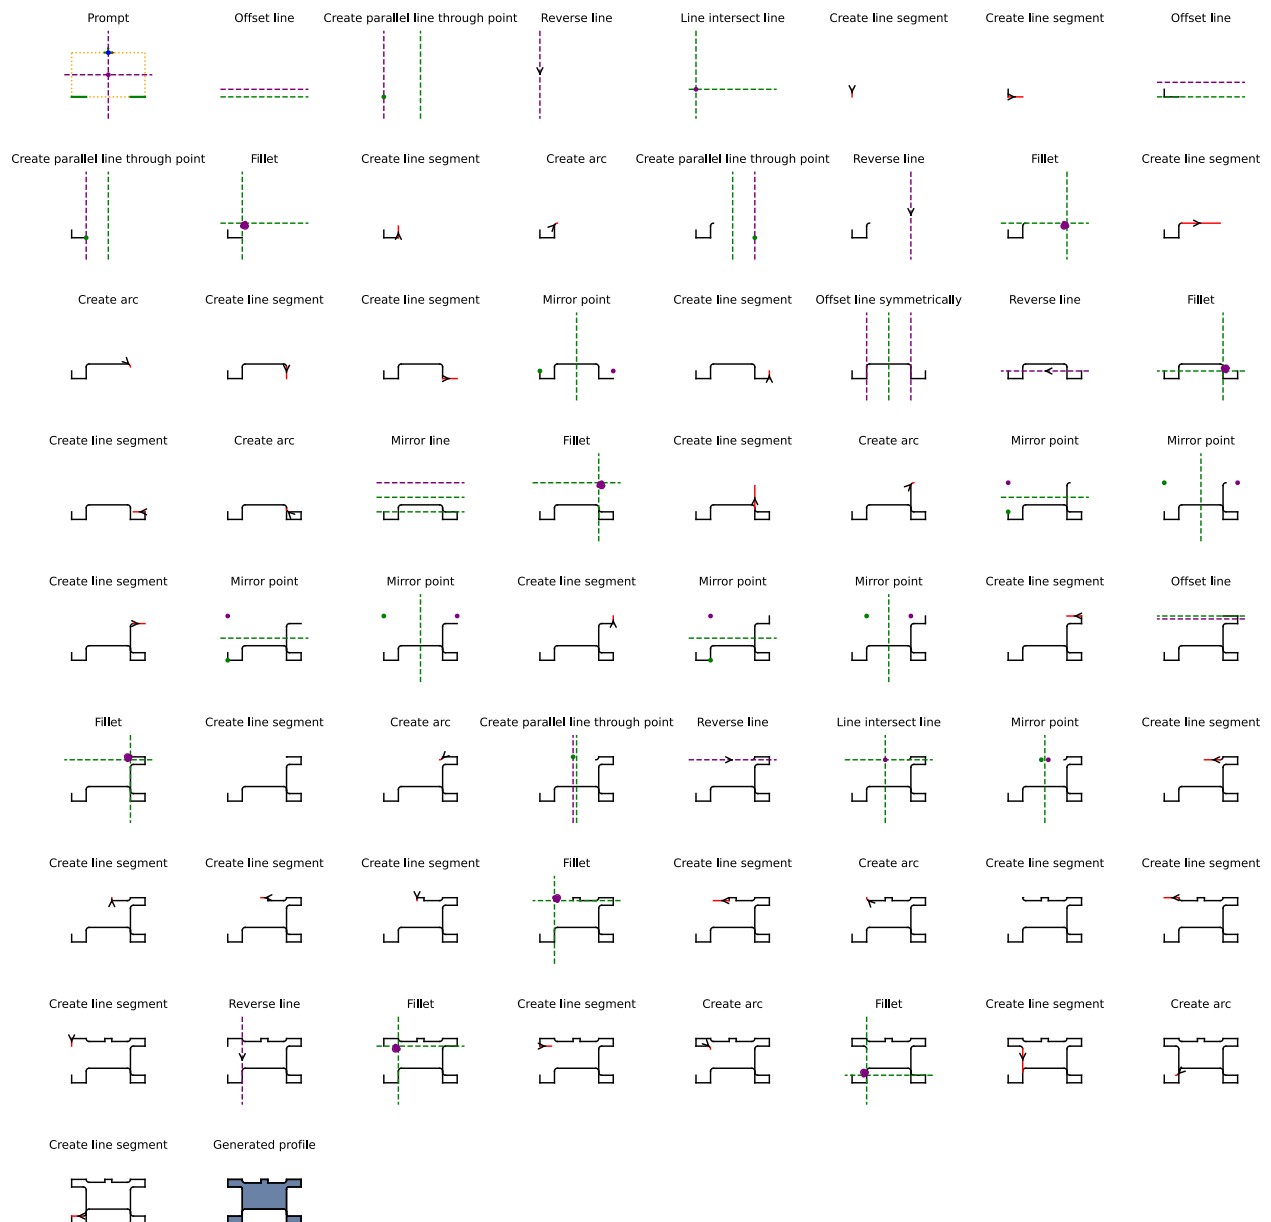 Prompt
Offset line
Create parallel line through point
Reverse line
Line intersect line
Create line segment
Create line segment
Offset line
Create parallel line through point
Fillet
Create line segment
Create arc
Create parallel line through point
Reverse line
Fillet
Create line segment
Create arc
Create line segment
Create line segment
Mirror point
Create line segment
Offset line symmetrically
Reverse line
Fillet
Create line segment
Create arc
Mirror line
Fillet
Create line segment
Create arc
Mirror point
Mirror point
Create line segment
Mirror point
Mirror point
Create line segment
Mirror point
Mirror point
Create line segment
Offset line
Fillet
Create line segment
Create arc
Create parallel line through point
Reverse line
Line intersect line
Mirror point
Create line segment
Create line segment
Create line segment
Create line segment
Fillet
Create line segment
Create arc
Create line segment
Create line segment
Create line segment
Reverse line
Fillet
Create line segment
Create arc
Fillet
Create line segment
Create arc
Create line segment
Generated profile